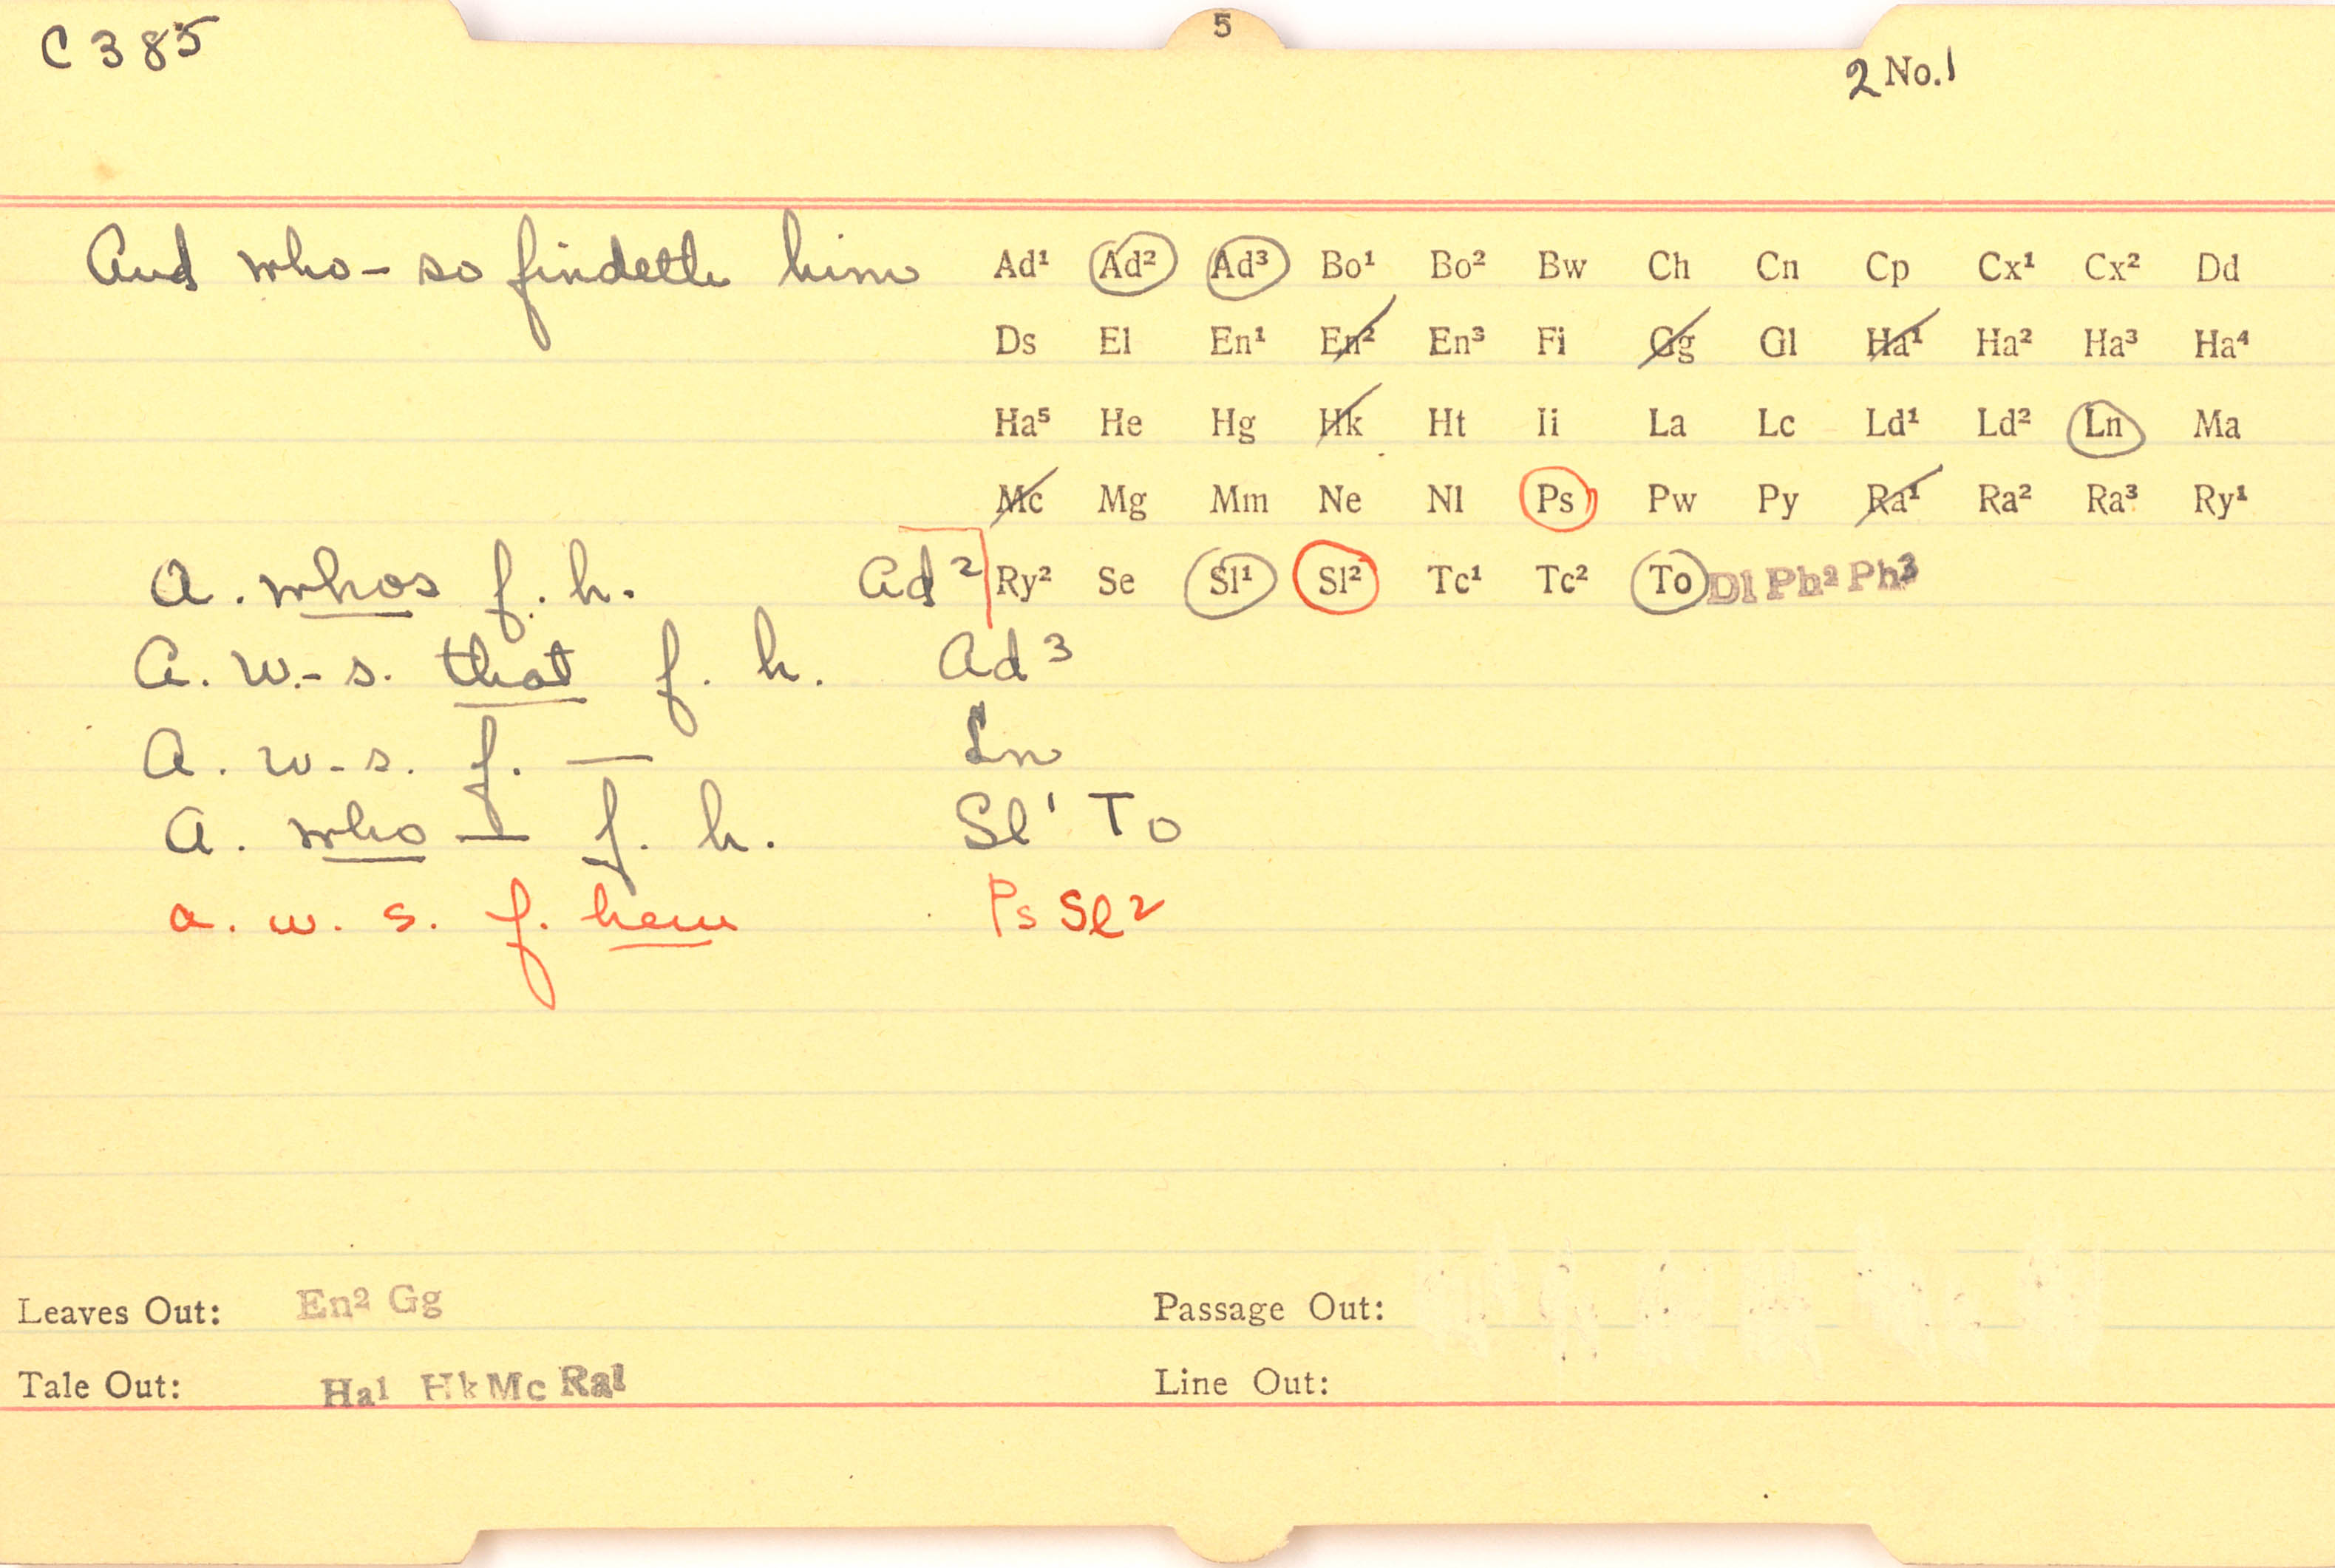 C 385
5
2 No. 1
And who-so findeth him
Ad¹ Ad² Ad³ Bo¹ Bo² Bw Ch Cn Cp Cx¹ Cx² Dd
Ds El En¹ En² En³ Fi Gg Gl Ha¹ Ha² Ha³ Ha⁴
Ha⁵ He Hg Hk Ht Ii La Lc Ld¹ Ld² Ln Ma
Mc Mg Mm Ne Nl Ps Pw Py Ra¹ Ra² Ra³ Ry¹
Ry² Se Sl¹ Sl² Tc¹ Tc² To Dl Ph² Ph³
a. whos f. h. Ad²
a. w.-s. that f. h. Ad³
a. w-s. f. — Ln
a. who — f. h. Sl¹ To
a. w. s. f. hem Ps Sl²
Leaves Out: En² Gg
Passage Out:
Tale Out: Ha¹ Hk Mc Ra¹
Line Out: